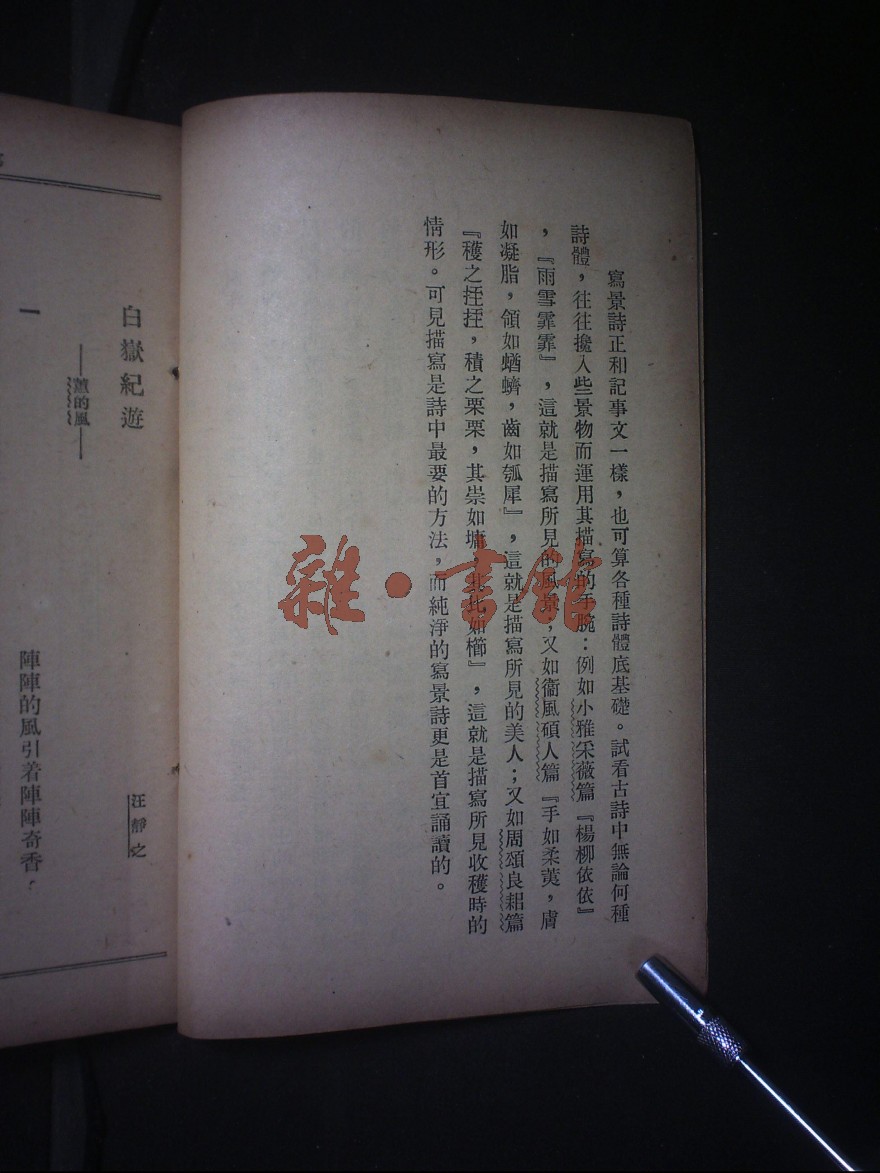 寫景詩正和記事文一樣，也可算各種詩體底基礎。試看古詩中無論何種
詩體，往往攙入些景物而運用其描寫的手腕：例如小雅采薇篇『楊柳依依』
，『雨雪霏霏』，這就是描寫所見的風景；又如衞風碩人篇『手如柔荑，膚
如凝脂，領如蝤蠐，齒如瓠犀』，這就是描寫所見的美人；又如周頌良耜篇
『穫之挃挃，積之栗栗，其崇如墉，其比如櫛』，這就是描寫所見收穫時的
情形。可見描寫是詩中最要的方法，而純淨的寫景詩更是首宜誦讀的。
雜·書館
白嶽紀遊
汪靜之
——蕙的風——
一
陣陣的風引着陣陣奇香，